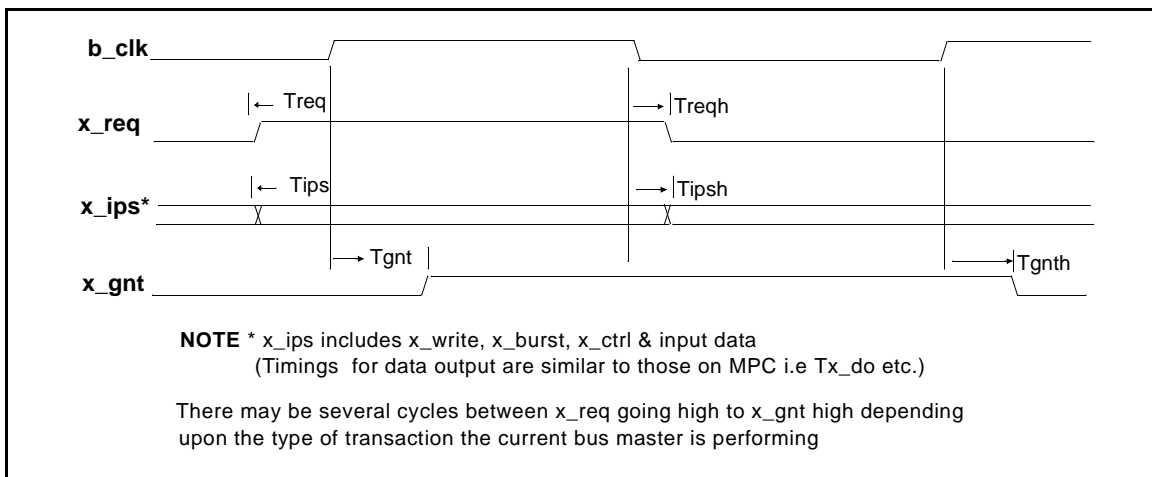 b_clk
Treq
Treqh
x_req
Tips
Tipsh
x_ips*
Tgnt
Tgnth
x_gnt
NOTE * x_ips includes x_write, x_burst, x_ctrl & input data
(Timings for data output are similar to those on MPC i.e Tx_do etc.)
There may be several cycles between x_req going high to x_gnt high depending
upon the type of transaction the current bus master is performing